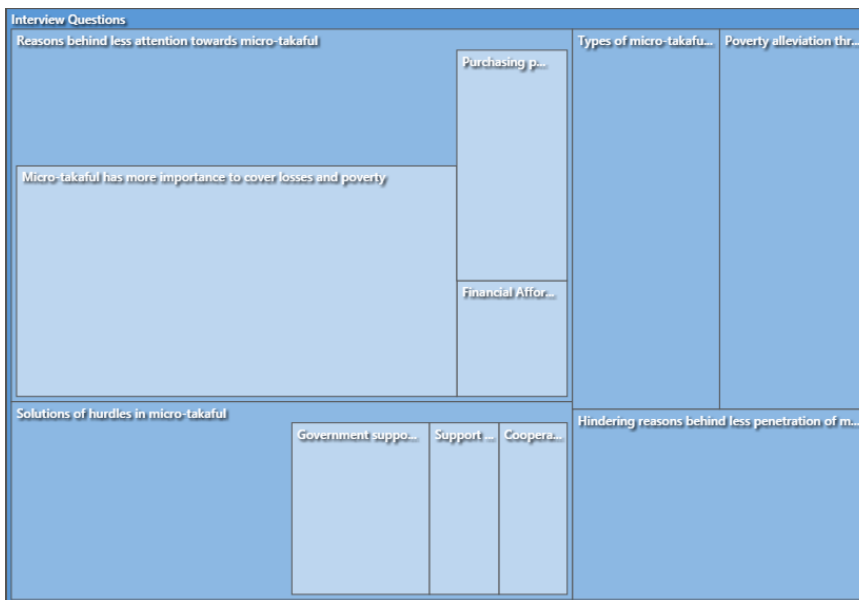 Interview Questions
Reasons behind less attention towards micro-takaful
Purchasing p...
Micro-takaful has more importance to cover losses and poverty
Financial Affor...
Types of micro-takafu...
Poverty alleviation thr...
Solutions of hurdles in micro-takaful
Government suppo...
Support ...
Coopera...
Hindering reasons behind less penetration of m...